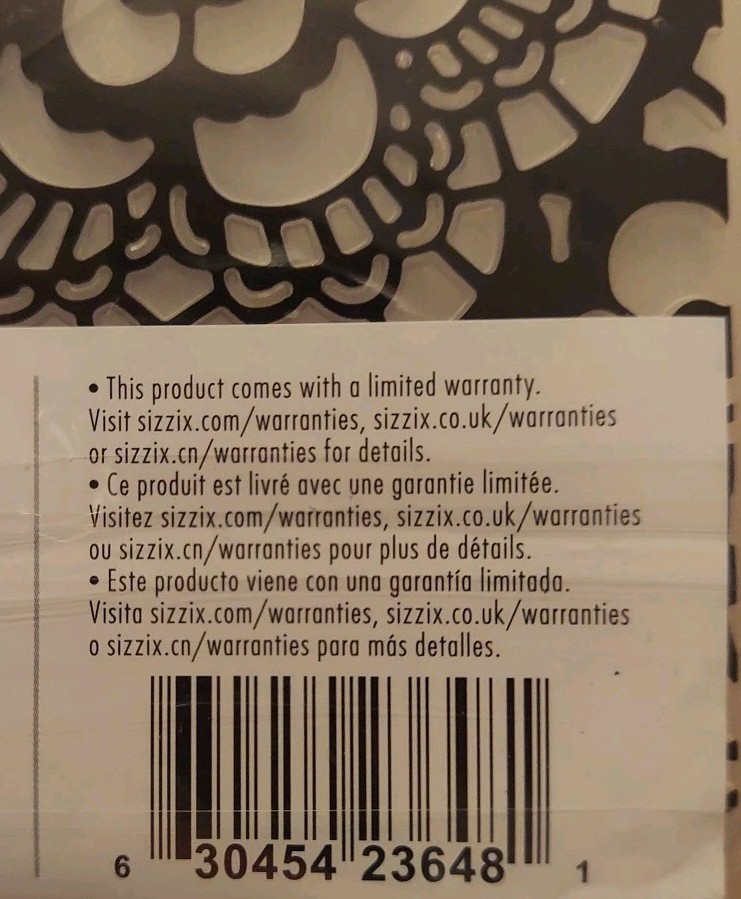 • This product comes with a limited warranty.
Visit sizzix.com/warranties, sizzix.co.uk/warranties
or sizzix.cn/warranties for details.
• Ce produit est livré avec une garantie limitée.
Visitez sizzix.com/warranties, sizzix.co.uk/warranties
ou sizzix.cn/warranties pour plus de détails.
• Este producto viene con una garantía limitada.
Visita sizzix.com/warranties, sizzix.co.uk/warranties
o sizzix.cn/warranties para más detalles.
6 30454 23648 1